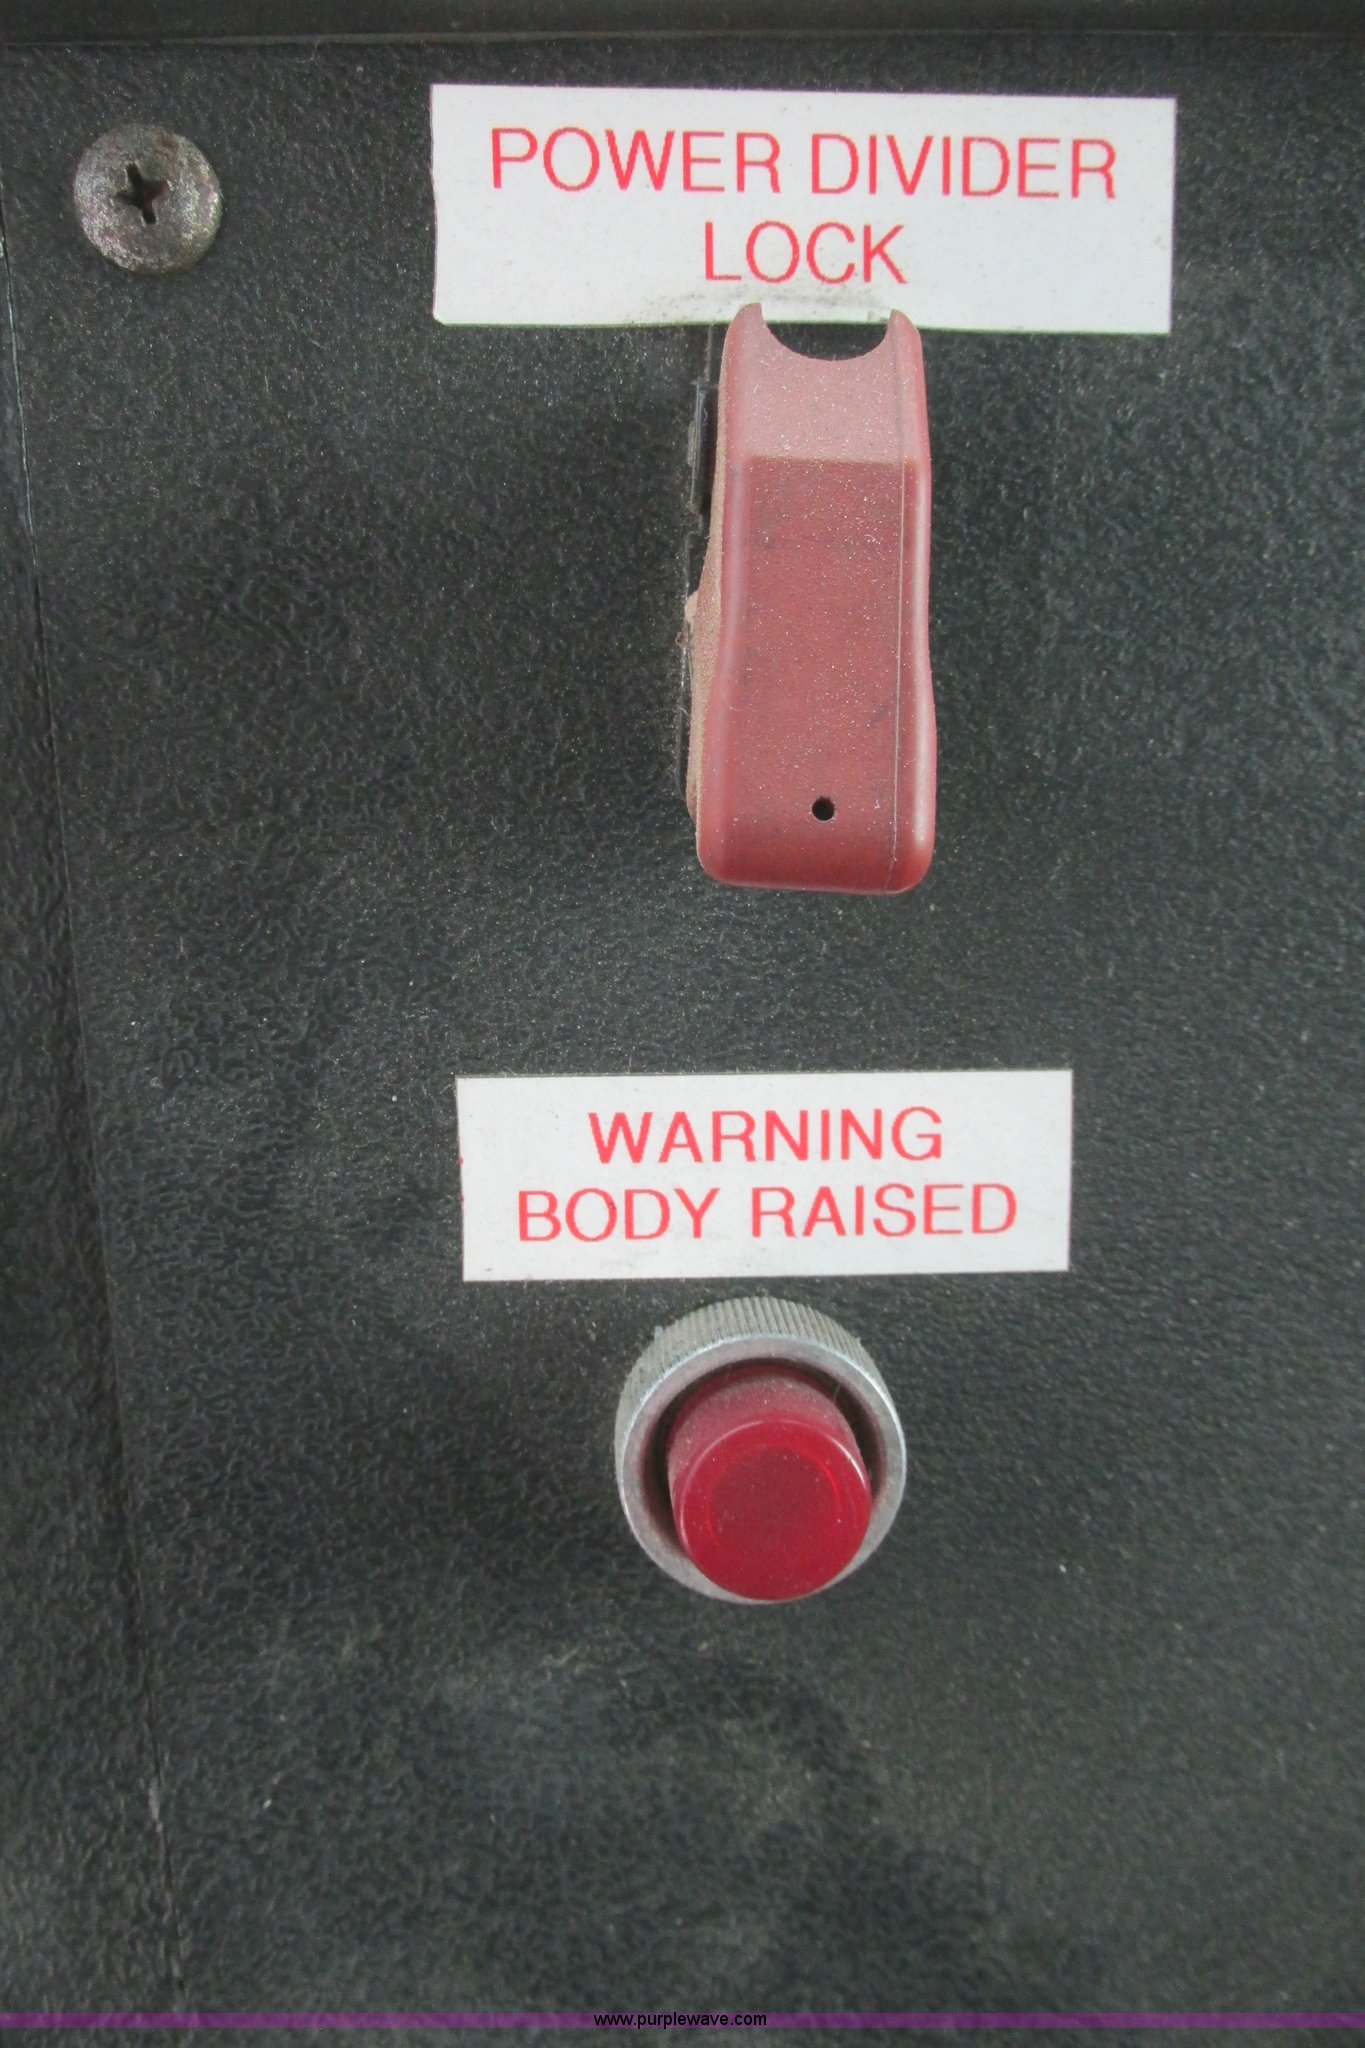 POWER DIVIDER
LOCK
WARNING
BODY RAISED
www.purplewave.com